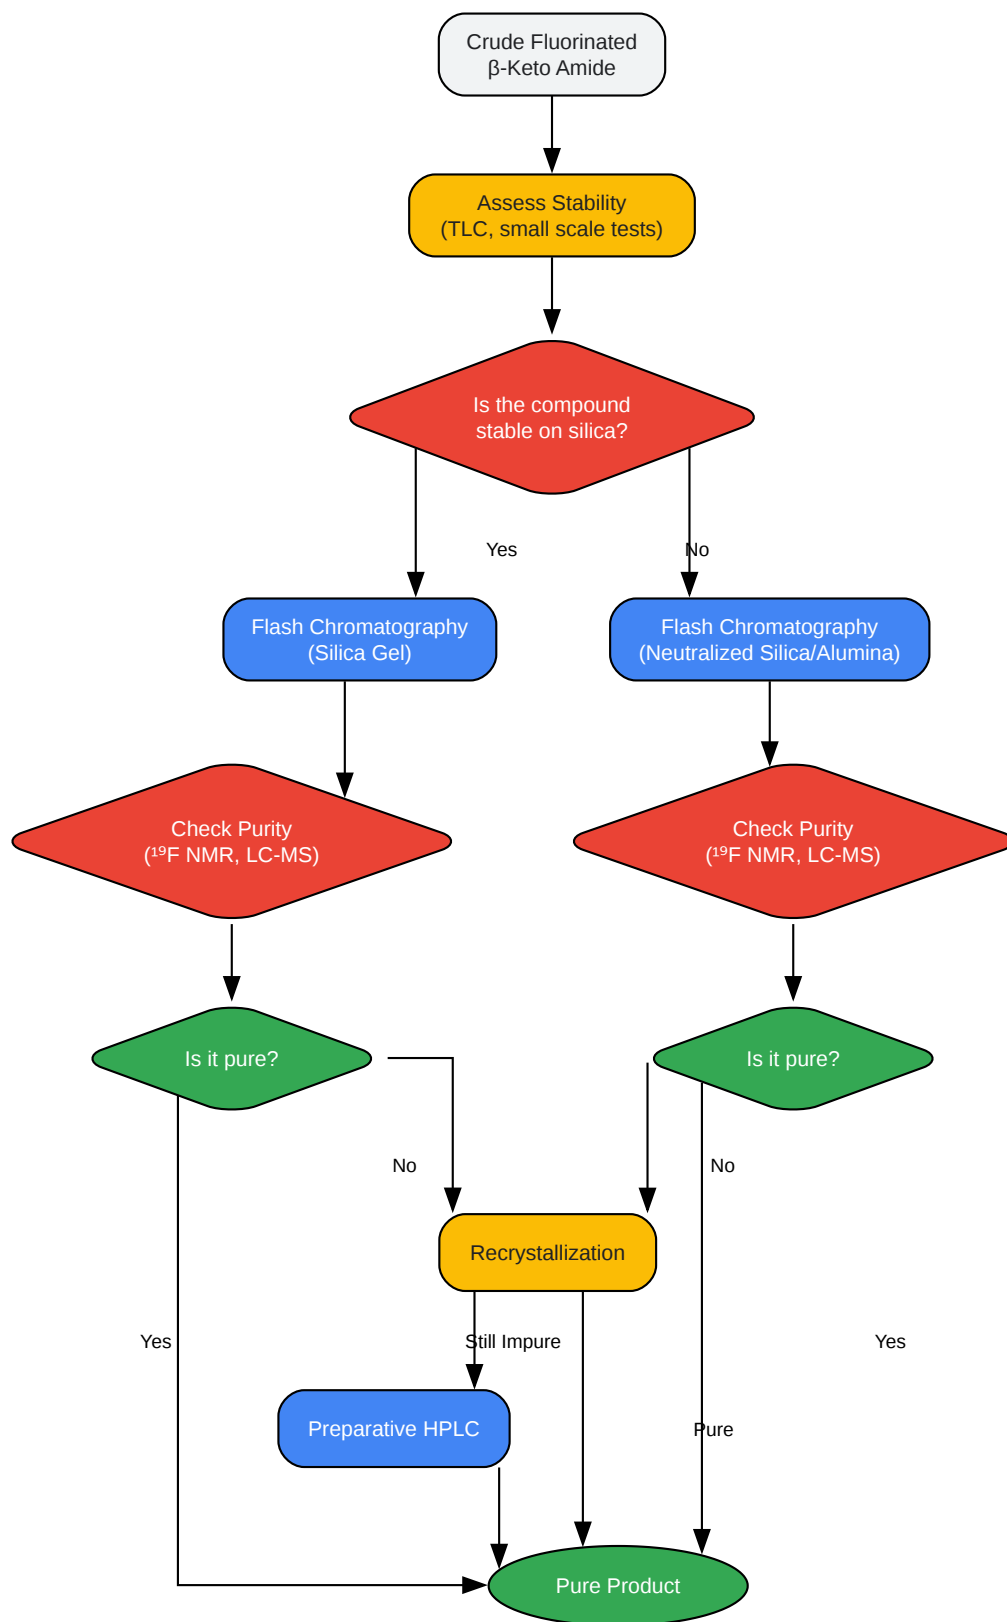 Crude Fluorinated
β-Keto Amide
Assess Stability
(TLC, small scale tests)
Is the compound
stable on silica?
Yes
No
Flash Chromatography
(Silica Gel)
Flash Chromatography
(Neutralized Silica/Alumina)
Check Purity
(¹⁹F NMR, LC-MS)
Check Purity
(¹⁹F NMR, LC-MS)
Is it pure?
Is it pure?
No
No
Recrystallization
Yes
Still Impure
Yes
Preparative HPLC
Pure
Pure Product